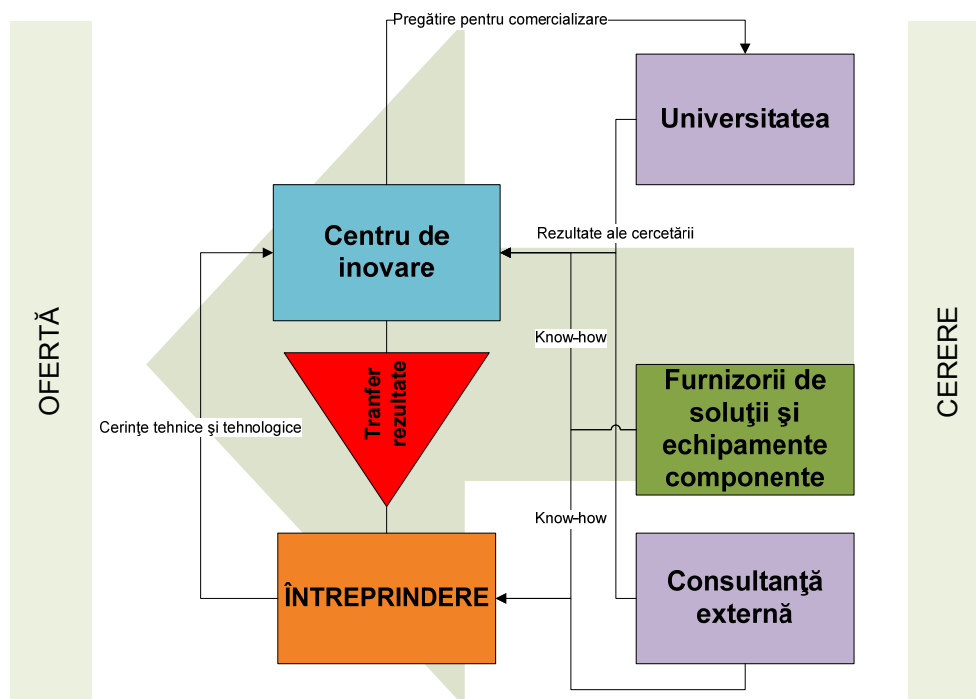 Pregătire pentru comercializare
Universitatea
Centru de
inovare
Rezultate ale cercetării
OFERTĂ
CERERE
Know-how
Tranfer
rezultate
Furnizorii de
soluţii şi
echipamente
componente
Cerinţe tehnice şi tehnologice
Know-how
ÎNTREPRINDERE
Consultanţă
externă